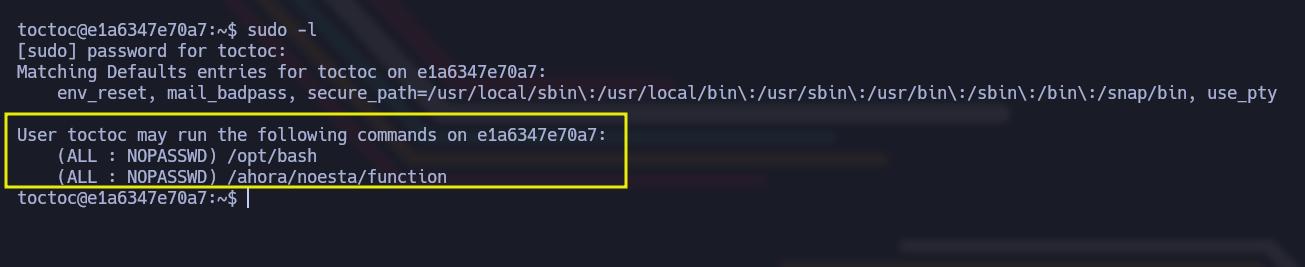 toctoc@e1a6347e70a7:~$ sudo -l
[sudo] password for toctoc:
Matching Defaults entries for toctoc on e1a6347e70a7:
    env_reset, mail_badpass, secure_path=/usr/local/sbin\:/usr/local/bin\:/usr/sbin\:/usr/bin\:/sbin\:/bin\:/snap/bin, use_pty
User toctoc may run the following commands on e1a6347e70a7:
    (ALL : NOPASSWD) /opt/bash
    (ALL : NOPASSWD) /ahora/noesta/function
toctoc@e1a6347e70a7:~$